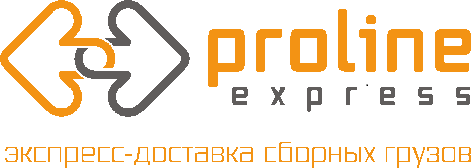 proline
express
экспресс-доставка сборных грузов